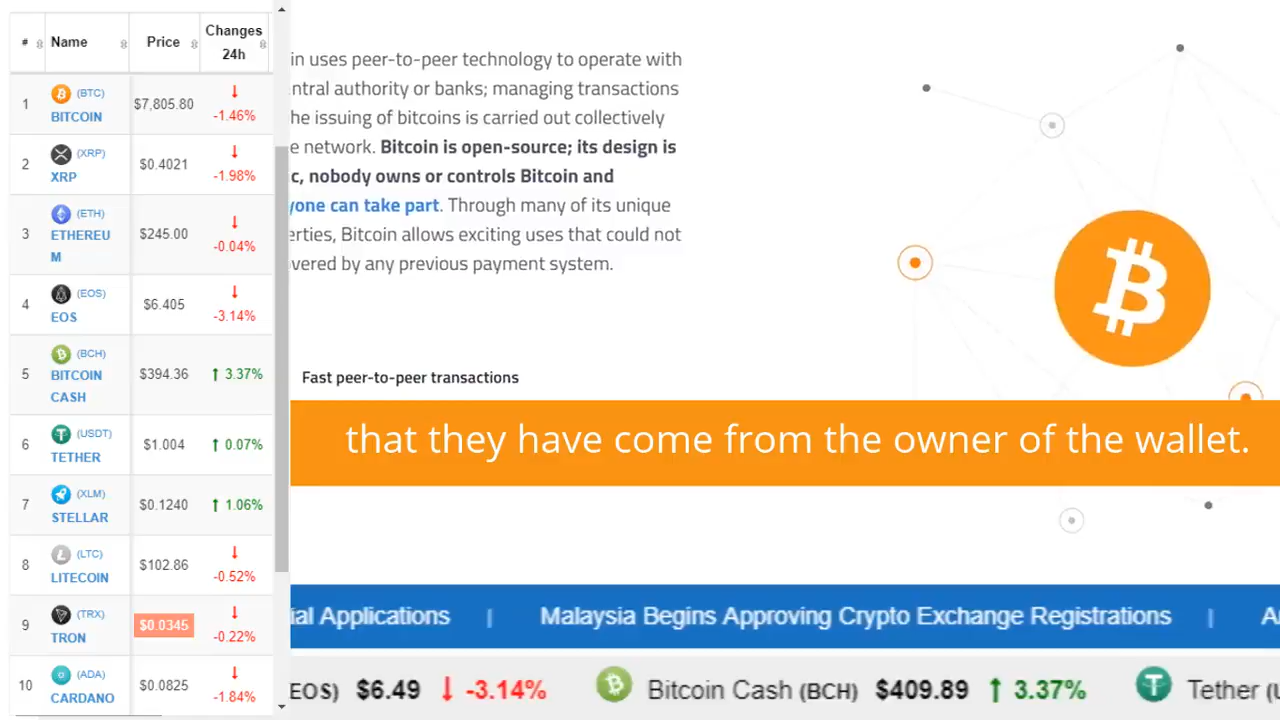 # Name Price Changes
24h
1 (BTC)
BITCOIN
$7,805.80
-1.46%
2 (XRP)
XRP
$0.4021
-1.98%
3 (ETH)
ETHEREU
M
$245.00
-0.04%
4 (EOS)
EOS
$6.405
-3.14%
5 (BCH)
BITCOIN
CASH
$394.36
↑ 3.37%
6 (USDT)
TETHER
$1.004
↑ 0.07%
7 (XLM)
STELLAR
$0.1240
↑ 1.06%
8 (LTC)
LITECOIN
$102.86
-0.52%
9 (TRX)
TRON
$0.0345
-0.22%
10 (ADA)
CARDANO
$0.0825
-1.84%
in uses peer-to-peer technology to operate with
ntral authority or banks; managing transactions
he issuing of bitcoins is carried out collectively
e network. Bitcoin is open-source; its design is
c, nobody owns or controls Bitcoin and
yone can take part. Through many of its unique
erties, Bitcoin allows exciting uses that could not
vered by any previous payment system.
Fast peer-to-peer transactions
that they have come from the owner of the wallet.
ial Applications | Malaysia Begins Approving Crypto Exchange Registrations |
EOS) $6.49 ↓ -3.14% Bitcoin Cash (BCH) $409.89 ↑ 3.37% Tether (